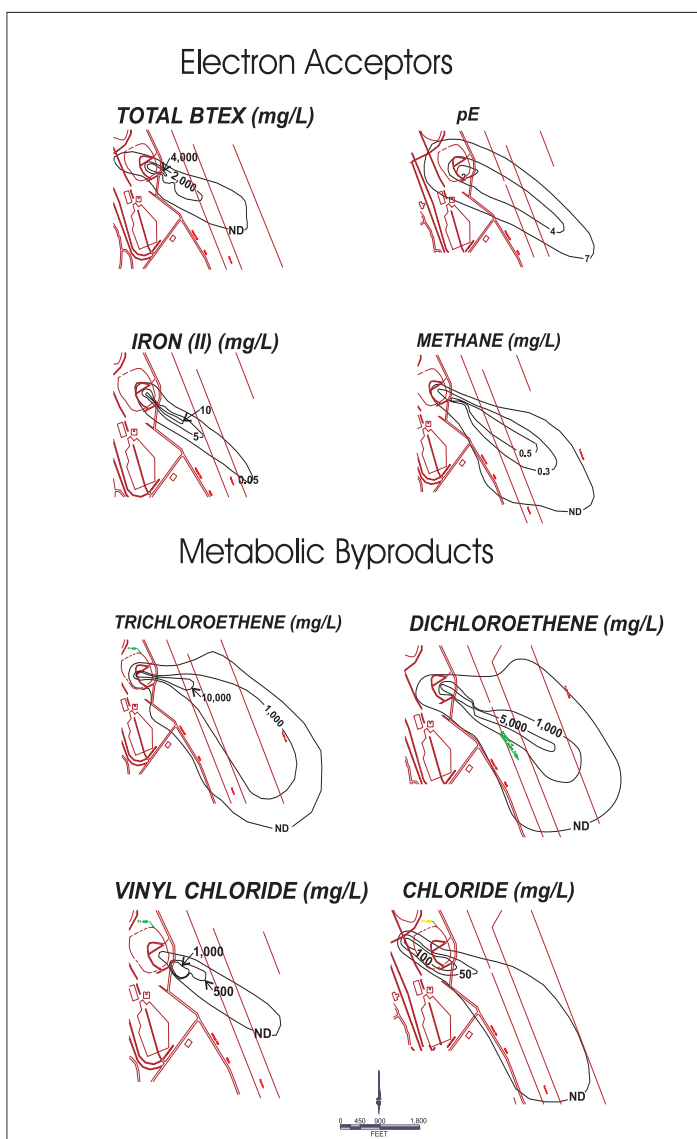 Electron Acceptors
TOTAL BTEX (mg/L)
pE
4,000
2,000
ND
4
7
IRON (II) (mg/L)
METHANE (mg/L)
10
5
0.05
0.5
0.3
ND
Metabolic Byproducts
TRICHLOROETHENE (mg/L)
DICHLOROETHENE (mg/L)
10,000
1,000
ND
5,000
1,000
ND
VINYL CHLORIDE (mg/L)
CHLORIDE (mg/L)
1,000
500
ND
100
50
ND
0 450 900 1,800
FEET